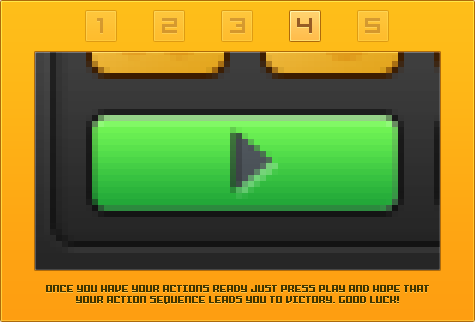 1 2 3 4 5
ONCE YOU HAVE YOUR ACTIONS READY JUST PRESS PLAY AND HOPE THAT
YOUR ACTION SEQUENCE LEADS YOU TO VICTORY. GOOD LUCK!